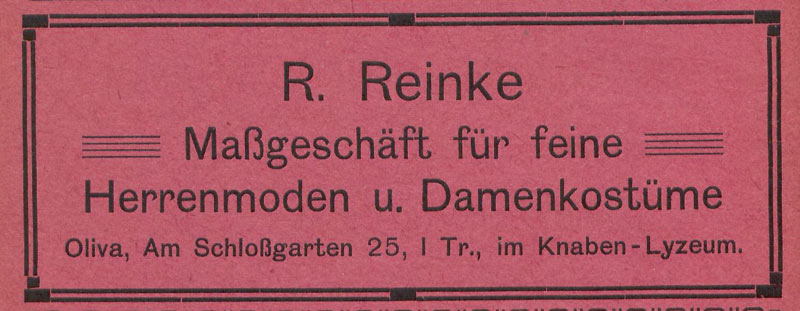 R. Reinke
Maßgeschäft für feine
Herrenmoden u. Damenkostüme
Oliva, Am Schloßgarten 25, I Tr., im Knaben-Lyzeum.